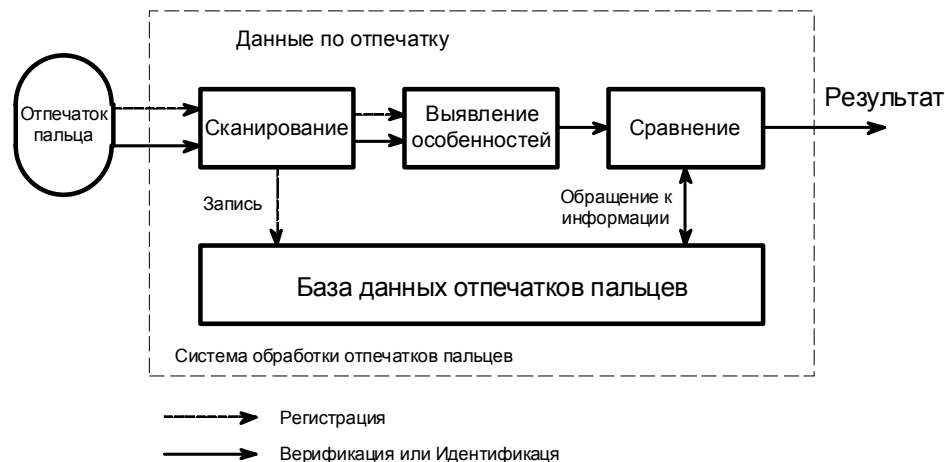 Данные по отпечатку
Отпечаток
пальца
Сканирование
Выявление
особенностей
Сравнение
Результат
Запись
Обращение к
информации
База данных отпечатков пальцев
Система обработки отпечатков пальцев
Регистрация
Верификация или Идентификаця